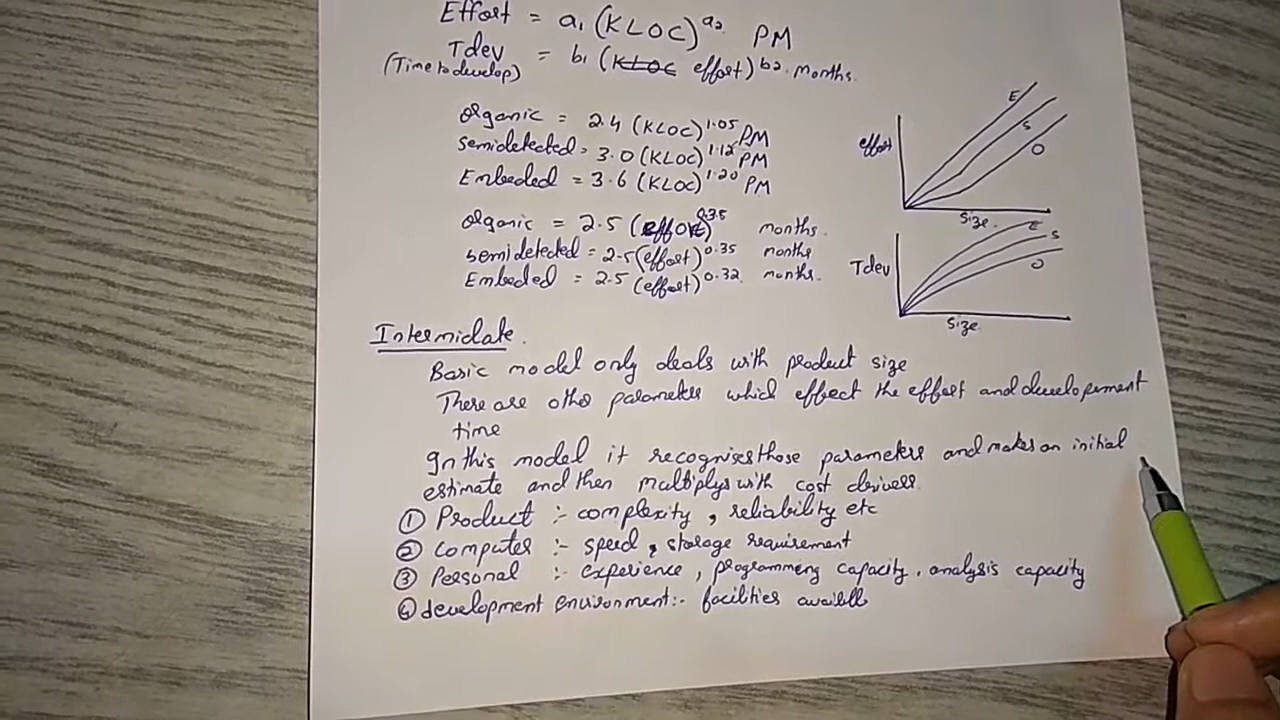 Effort = a1 (KLOC)^a2 PM
Tdev = b1 (KLOC effort)^b2 months.
(Time to develop)
Organic = 2.4 (KLOC)^1.05 PM
semidetected = 3.0 (KLOC)^1.12 PM
Embeded = 3.6 (KLOC)^1.20 PM
Organic = 2.5 (effort)^0.35 months.
semidetected = 2.5 (effort)^0.35 months
Embeded = 2.5 (effort)^0.32 months.
effort
E
S
O
Size.
Tdev
E
S
O
Size.
Intermidate.
Basic model only deals with product size
There are other parameters which effect the effort and developement
time
In this model it recognises those parameters and makes an initial
estimate and then multiplys with cost drivers.
① Product :- complexity, reliability etc
② Computer :- speed, storage requirement
③ Personal :- experience, programming capacity, analysis capacity
④ development environment :- facilities